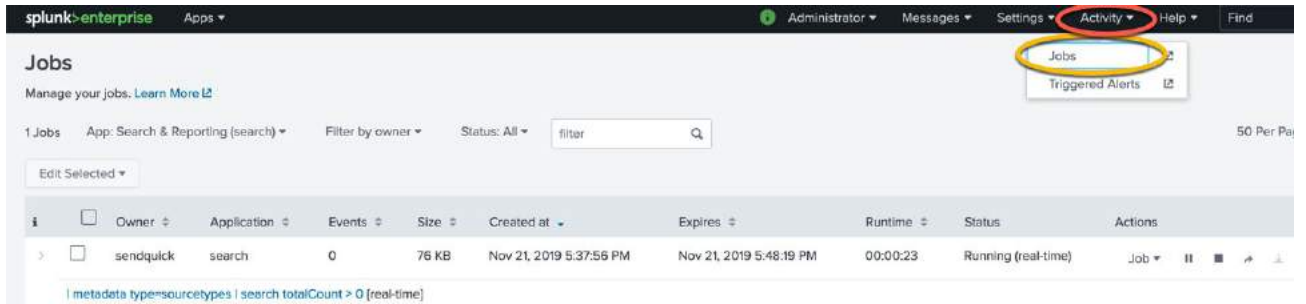 splunk>enterprise Apps Administrator Messages Settings Activity Help Find
Jobs
Triggered Alerts
Jobs
Manage your jobs. Learn More
1 Jobs App: Search & Reporting (search) Filter by owner Status: All filter 50 Per Pa
Edit Selected
i Owner Application Events Size Created at Expires Runtime Status Actions
sendquick search 0 76 KB Nov 21, 2019 5:37:56 PM Nov 21, 2019 5:48:19 PM 00:00:23 Running (real-time) Job
| metadata type=sourcetypes | search totalCount > 0 [real-time]